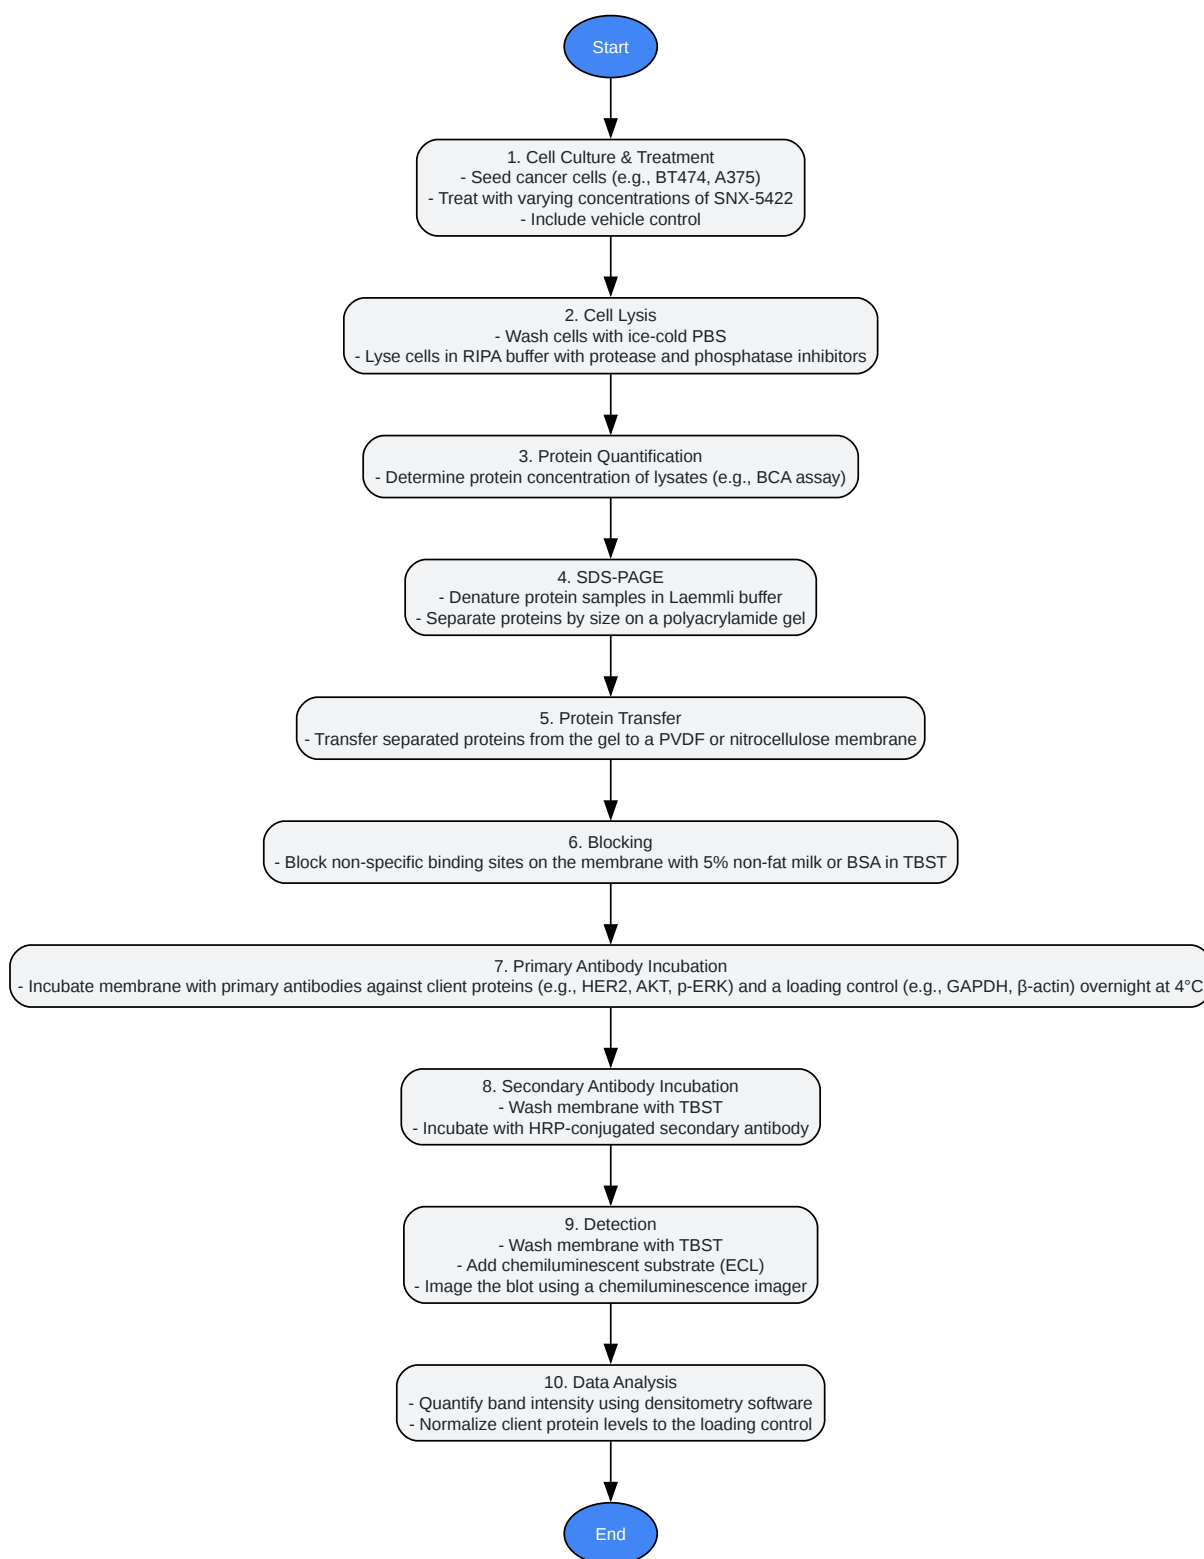 Start
1. Cell Culture & Treatment
- Seed cancer cells (e.g., BT474, A375)
- Treat with varying concentrations of SNX-5422
- Include vehicle control
2. Cell Lysis
- Wash cells with ice-cold PBS
- Lyse cells in RIPA buffer with protease and phosphatase inhibitors
3. Protein Quantification
- Determine protein concentration of lysates (e.g., BCA assay)
4. SDS-PAGE
- Denature protein samples in Laemmli buffer
- Separate proteins by size on a polyacrylamide gel
5. Protein Transfer
- Transfer separated proteins from the gel to a PVDF or nitrocellulose membrane
6. Blocking
- Block non-specific binding sites on the membrane with 5% non-fat milk or BSA in TBST
7. Primary Antibody Incubation
- Incubate membrane with primary antibodies against client proteins (e.g., HER2, AKT, p-ERK) and a loading control (e.g., GAPDH, β-actin) overnight at 4°C
8. Secondary Antibody Incubation
- Wash membrane with TBST
- Incubate with HRP-conjugated secondary antibody
9. Detection
- Wash membrane with TBST
- Add chemiluminescent substrate (ECL)
- Image the blot using a chemiluminescence imager
10. Data Analysis
- Quantify band intensity using densitometry software
- Normalize client protein levels to the loading control
End